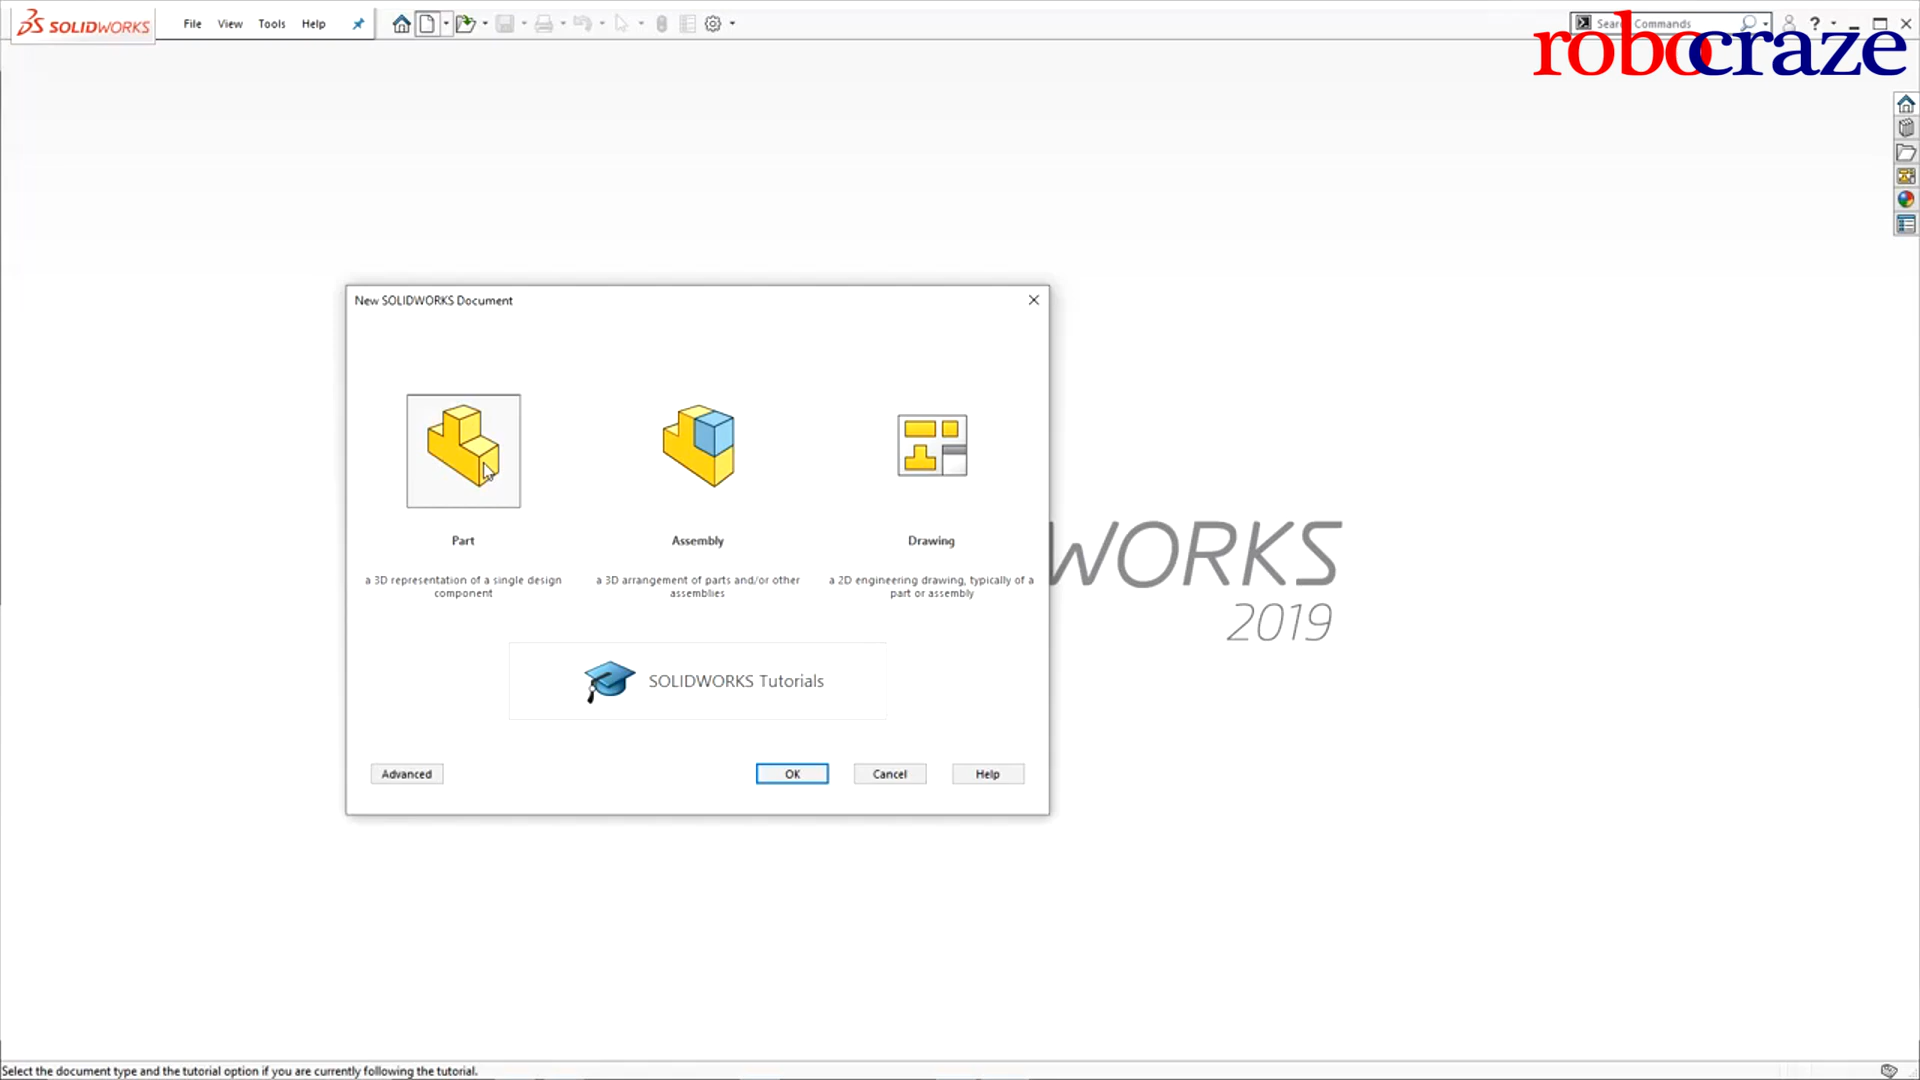 SOLIDWORKS
File View Tools Help
Search Commands
robocraze
New SOLIDWORKS Document
Part
a 3D representation of a single design
component
Assembly
a 3D arrangement of parts and/or other
assemblies
Drawing
a 2D engineering drawing, typically of a
part or assembly
WORKS
2019
SOLIDWORKS Tutorials
Advanced
OK
Cancel
Help
Select the document type and the tutorial option if you are currently following the tutorial.